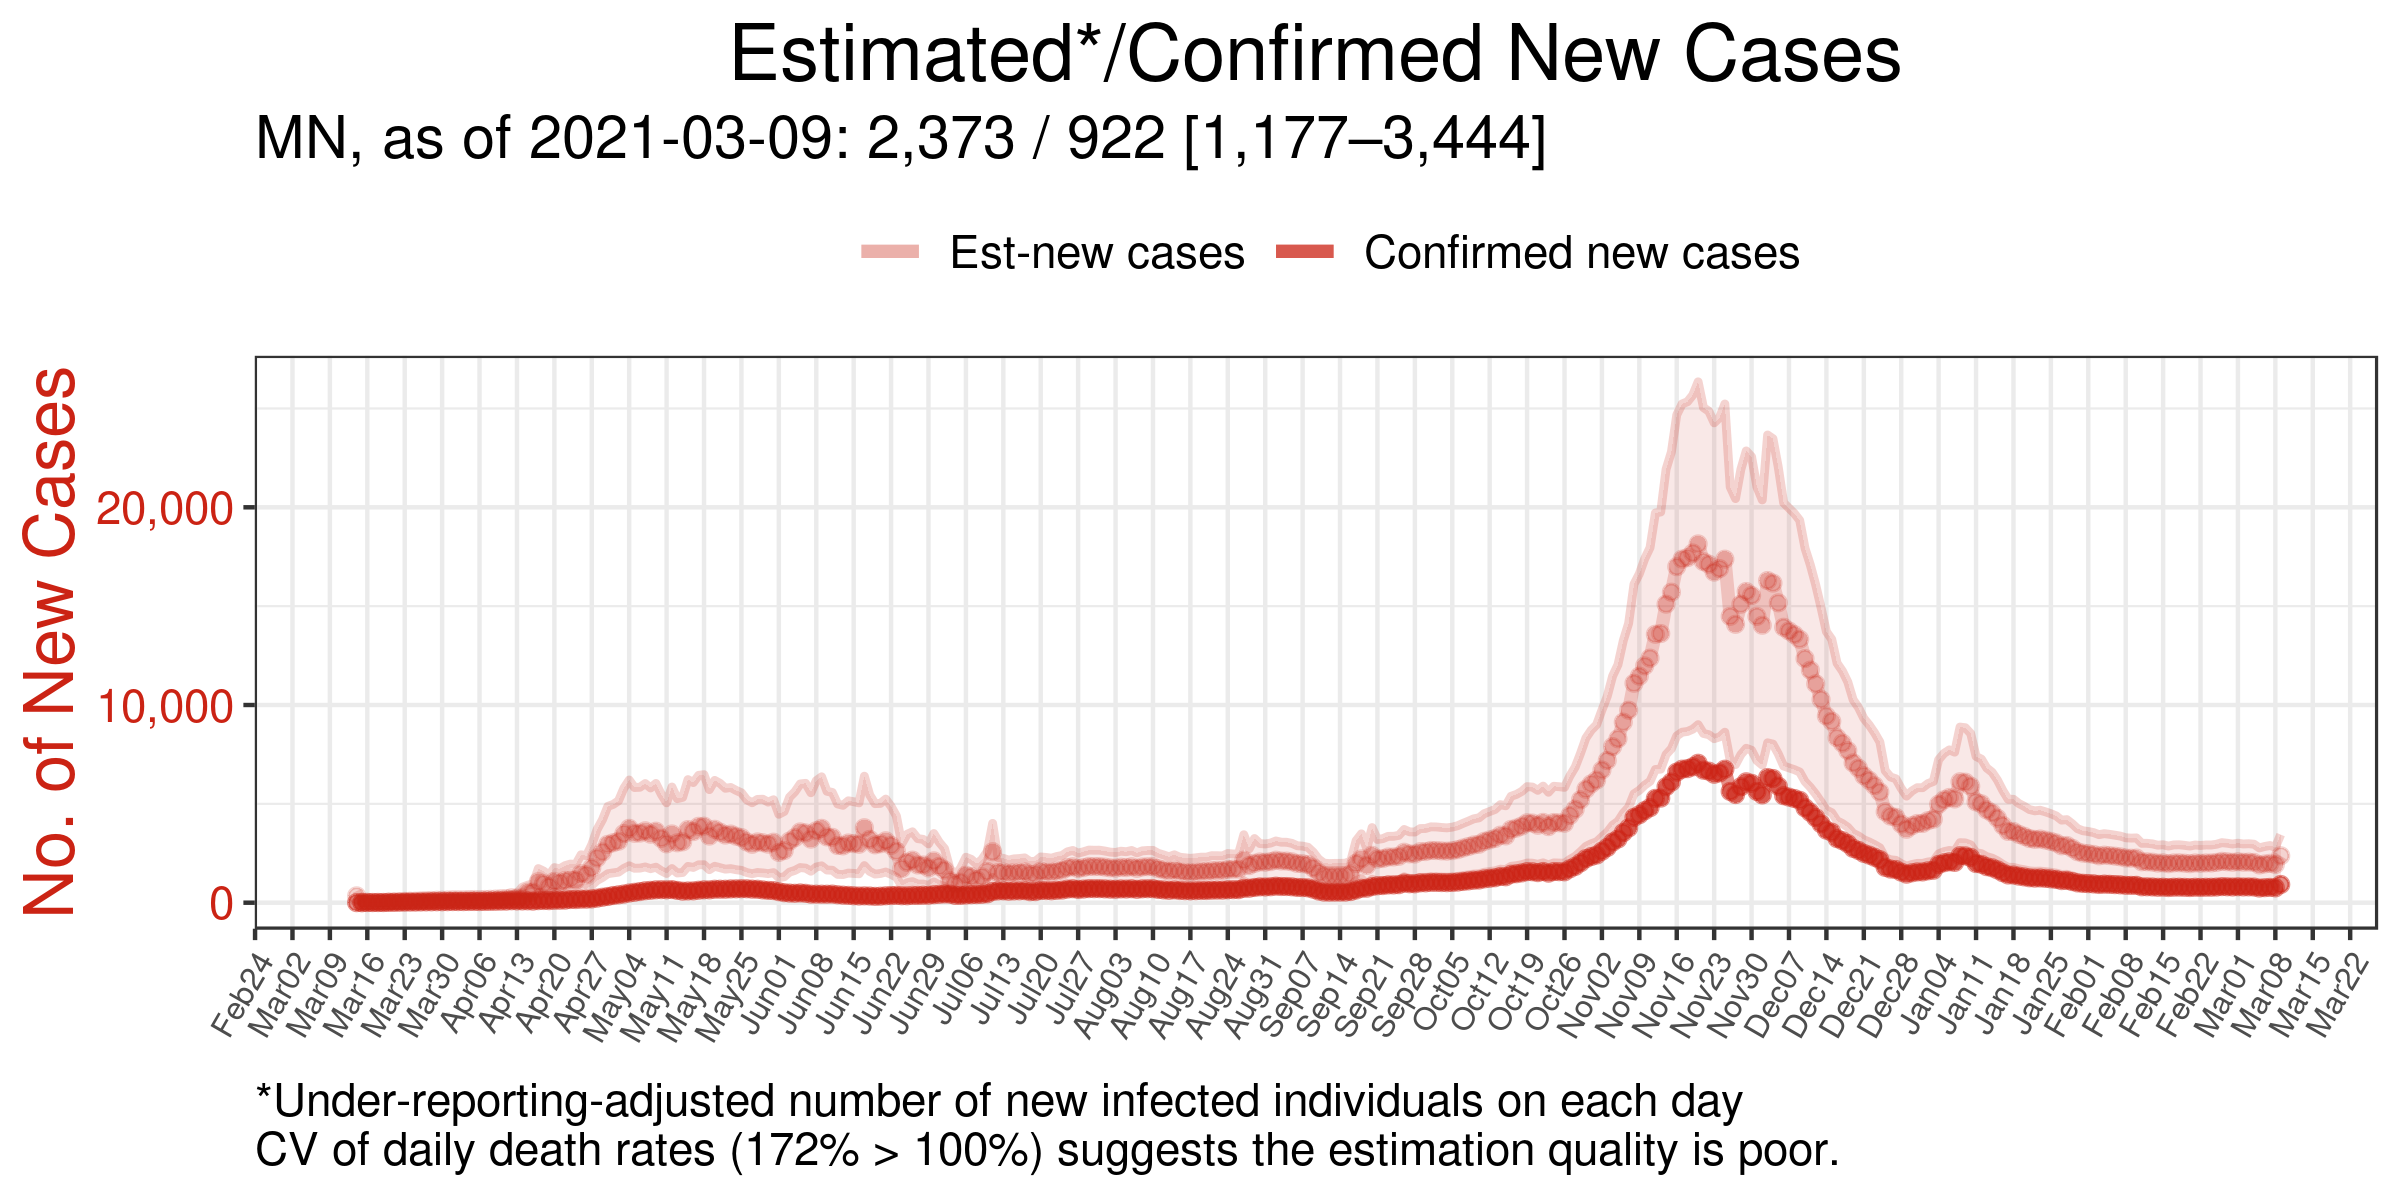 Estimated*/Confirmed New Cases
MN, as of 2021-03-09: 2,373 / 922 [1,177–3,444]
Est-new cases
Confirmed new cases
No. of New Cases
20,000
10,000
0
Feb24
Mar02
Mar09
Mar16
Mar23
Mar30
Apr06
Apr13
Apr20
Apr27
May04
May11
May18
May25
Jun01
Jun08
Jun15
Jun22
Jun29
Jul06
Jul13
Jul20
Jul27
Aug03
Aug10
Aug17
Aug24
Aug31
Sep07
Sep14
Sep21
Sep28
Oct05
Oct12
Oct19
Oct26
Nov02
Nov09
Nov16
Nov23
Nov30
Dec07
Dec14
Dec21
Dec28
Jan04
Jan11
Jan18
Jan25
Feb01
Feb08
Feb15
Feb22
Mar01
Mar08
Mar15
Mar22
*Under-reporting-adjusted number of new infected individuals on each day
CV of daily death rates (172% > 100%) suggests the estimation quality is poor.